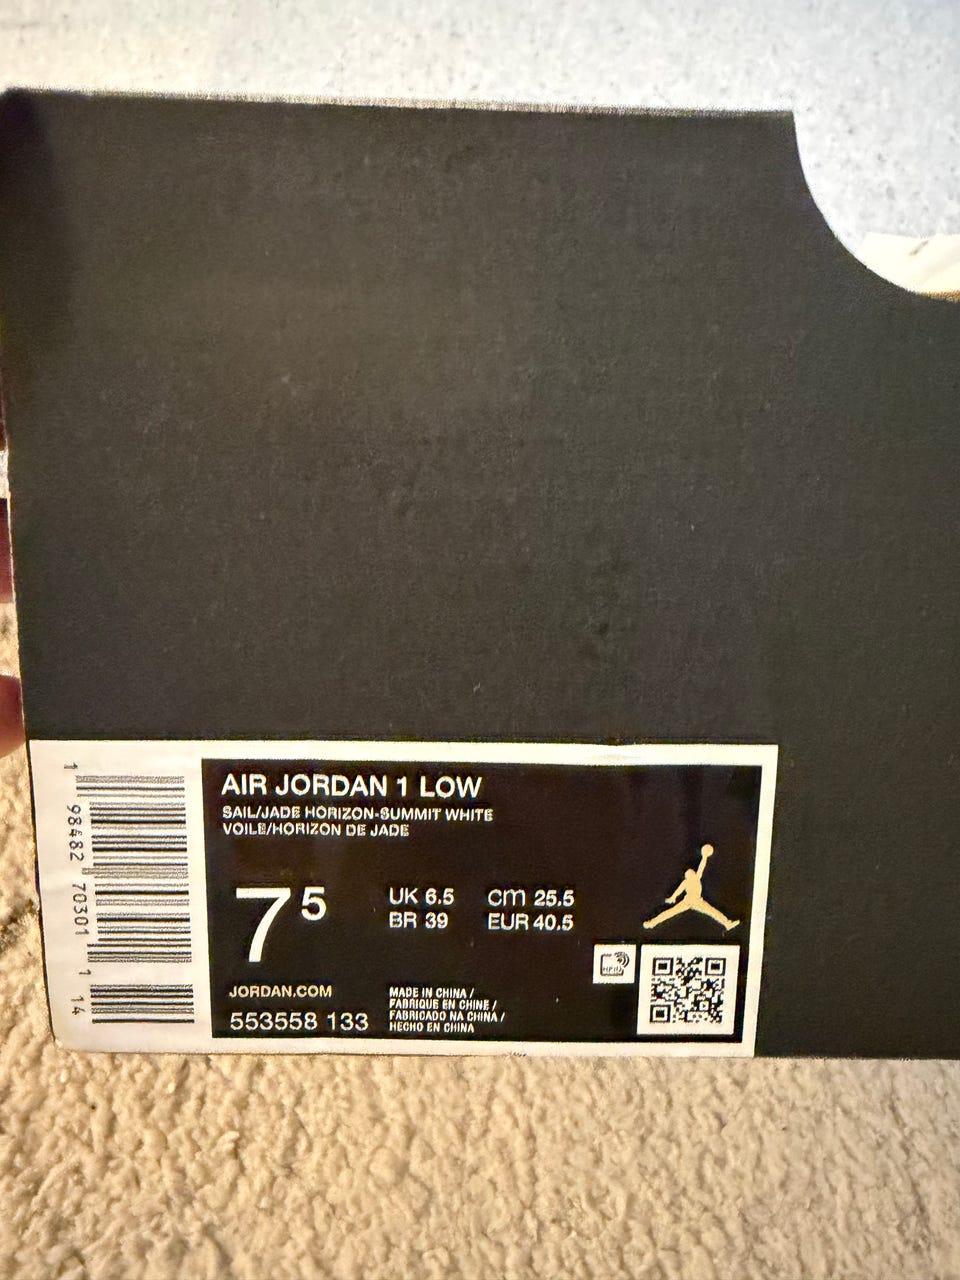 AIR JORDAN 1 LOW
SAIL/JADE HORIZON-SUMMIT WHITE
VOILE/HORIZON DE JADE
7 5
UK 6.5 cm 25.5
BR 39 EUR 40.5
JORDAN.COM
553558 133
MADE IN CHINA /
FABRIQUE EN CHINE /
FABRICADO NA CHINA /
HECHO EN CHINA
RFID
1 98482 70301 1 14